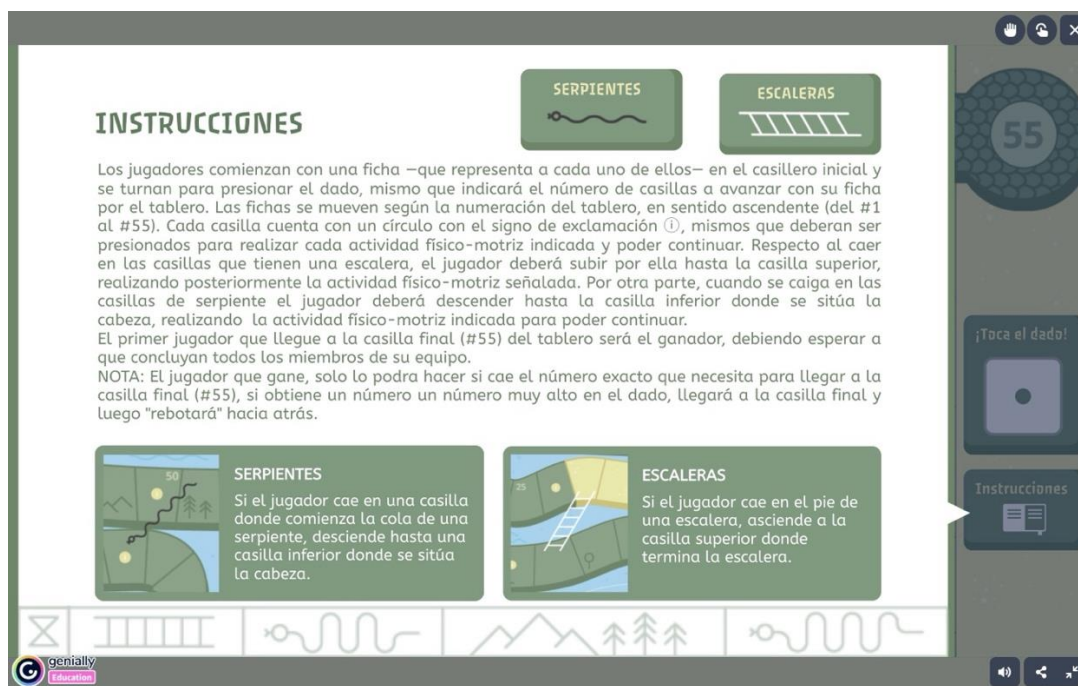 SERPIENTES
ESCALERAS
INSTRUCCIONES
55
Los jugadores comienzan con una ficha —que representa a cada uno de ellos— en el casillero inicial y
se turnan para presionar el dado, mismo que indicará el número de casillas a avanzar con su ficha
por el tablero. Las fichas se mueven según la numeración del tablero, en sentido ascendente (del #1
al #55). Cada casilla cuenta con un círculo con el signo de exclamación ⓘ, mismos que deberan ser
presionados para realizar cada actividad físico-motriz indicada y poder continuar. Respecto al caer
en las casillas que tienen una escalera, el jugador deberá subir por ella hasta la casilla superior,
realizando posteriormente la actividad físico-motriz señalada. Por otra parte, cuando se caiga en las
casillas de serpiente el jugador deberá descender hasta la casilla inferior donde se sitúa la
cabeza, realizando la actividad físico-motriz indicada para poder continuar.
El primer jugador que llegue a la casilla final (#55) del tablero será el ganador, debiendo esperar a
que concluyan todos los miembros de su equipo.
NOTA: El jugador que gane, solo lo podra hacer si cae el número exacto que necesita para llegar a la
casilla final (#55), si obtiene un número un número muy alto en el dado, llegará a la casilla final y
luego "rebotará" hacia atrás.
¡Toca el dado!
Instrucciones
50
SERPIENTES
Si el jugador cae en una casilla
donde comienza la cola de una
serpiente, desciende hasta una
casilla inferior donde se sitúa
la cabeza.
25
ESCALERAS
Si el jugador cae en el pie de
una escalera, asciende a la
casilla superior donde
termina la escalera.
genially
Education